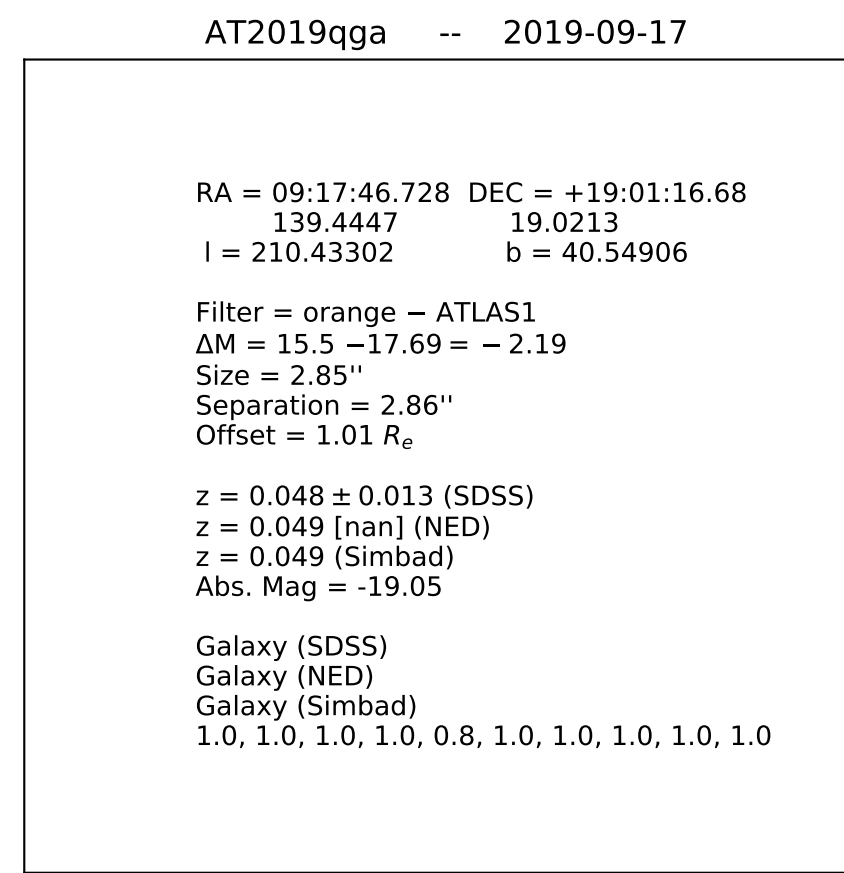 AT2019qga -- 2019-09-17
RA = 09:17:46.728 DEC = +19:01:16.68
139.4447 19.0213
l = 210.43302 b = 40.54906
Filter = orange − ATLAS1
ΔM = 15.5 −17.69 = − 2.19
Size = 2.85''
Separation = 2.86''
Offset = 1.01 Rₑ
z = 0.048 ± 0.013 (SDSS)
z = 0.049 [nan] (NED)
z = 0.049 (Simbad)
Abs. Mag = -19.05
Galaxy (SDSS)
Galaxy (NED)
Galaxy (Simbad)
1.0, 1.0, 1.0, 1.0, 0.8, 1.0, 1.0, 1.0, 1.0, 1.0